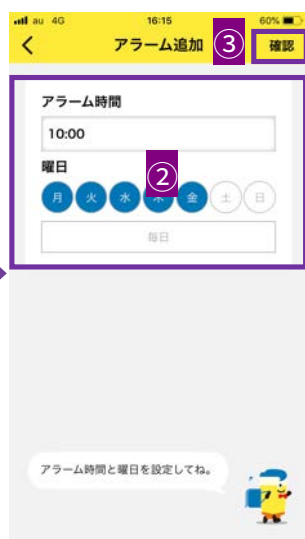 au 4G 16:15 60%
アラーム追加 ③ 確認
アラーム時間
10:00
曜日
②
月 火 水 木 金 土 日
毎日
アラーム時間と曜日を設定してね。